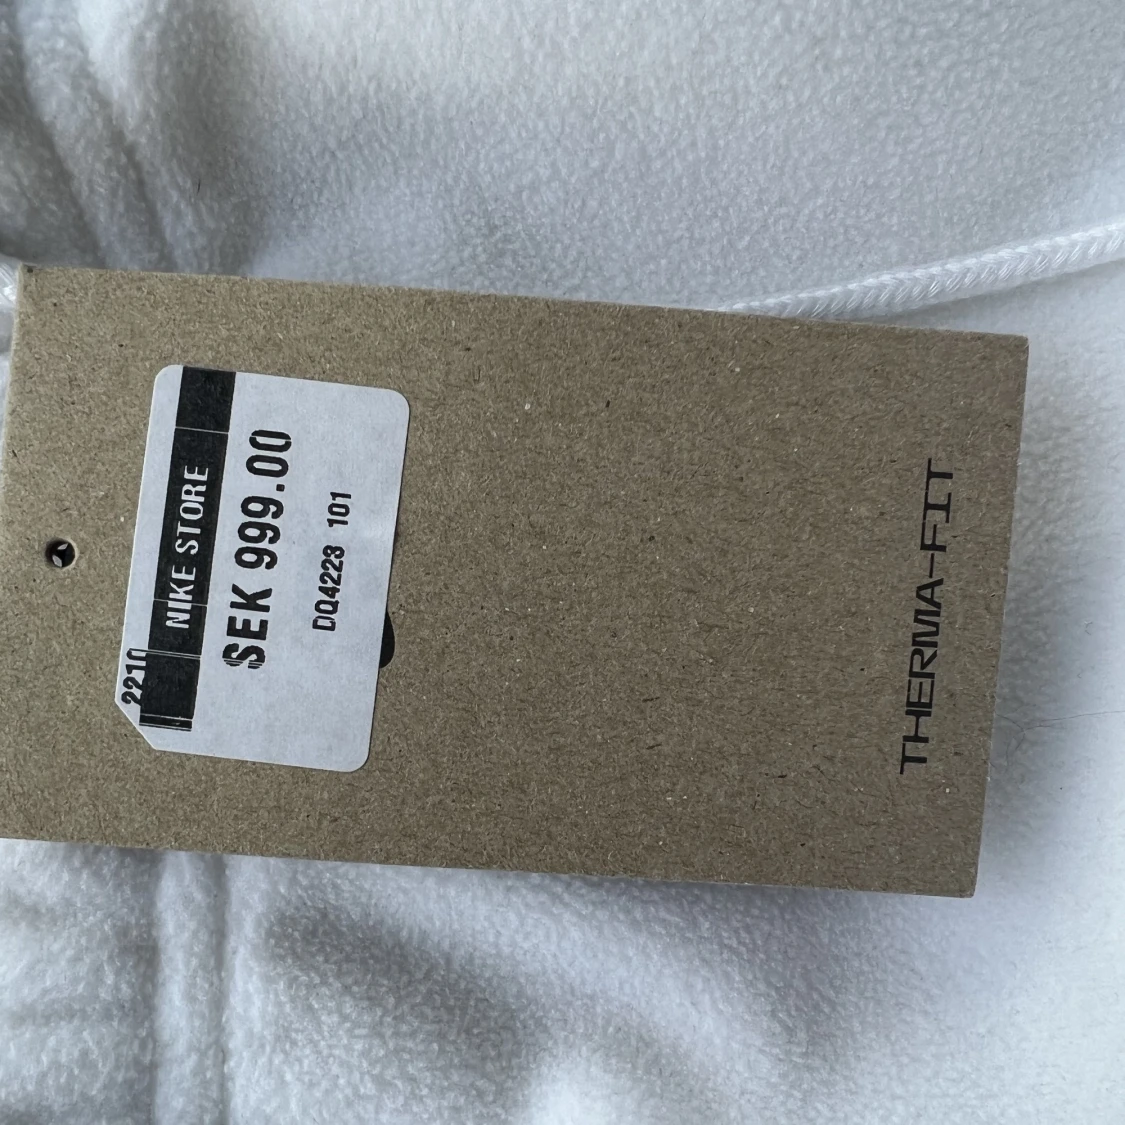 2210
NIKE STORE
SEK 999.00
DQ4223 101
THERMA-FIT